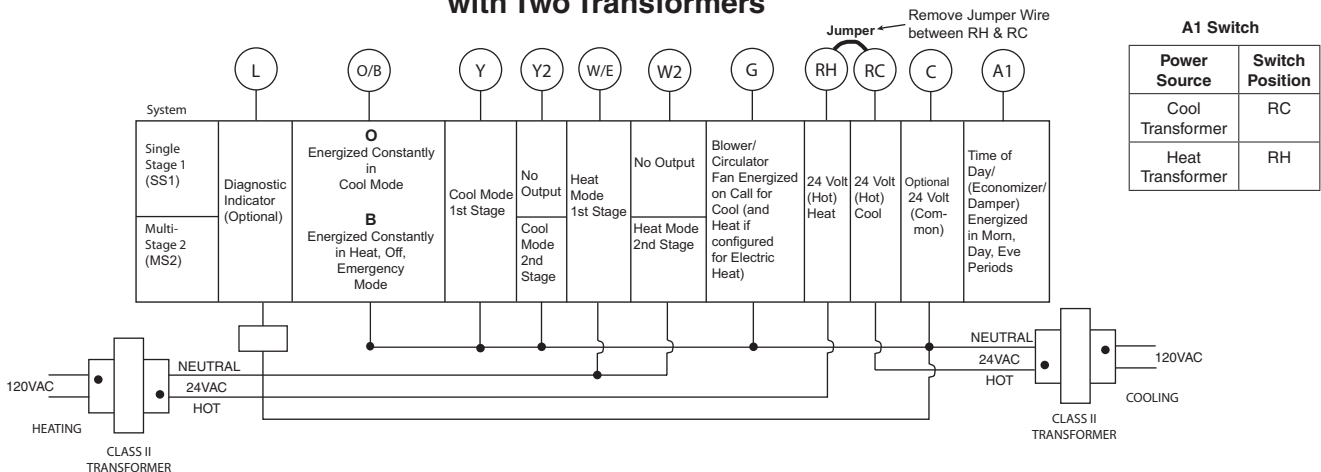 with Two Transformers
Remove Jumper Wire
between RH & RC
Jumper
A1 Switch
Power
Source
Switch
Position
Cool
Transformer
RC
Heat
Transformer
RH
L
O/B
Y
Y2
W/E
W2
G
RH
RC
C
A1
System
Single
Stage 1
(SS1)
Multi-
Stage 2
(MS2)
Diagnostic
Indicator
(Optional)
O
Energized Constantly
in
Cool Mode
B
Energized Constantly
in Heat, Off,
Emergency
Mode
Cool Mode
1st Stage
No
Output
Cool
Mode
2nd
Stage
Heat
Mode
1st Stage
No Output
Heat Mode
2nd Stage
Blower/
Circulator
Fan Energized
on Call for
Cool (and
Heat if
configured
for Electric
Heat)
24 Volt
(Hot)
Heat
24 Volt
(Hot)
Cool
Optional
24 Volt
(Com-
mon)
Time of
Day/
(Economizer/
Damper)
Energized
in Morn,
Day, Eve
Periods
120VAC
NEUTRAL
24VAC
HOT
HEATING
CLASS II
TRANSFORMER
NEUTRAL
24VAC
HOT
120VAC
COOLING
CLASS II
TRANSFORMER